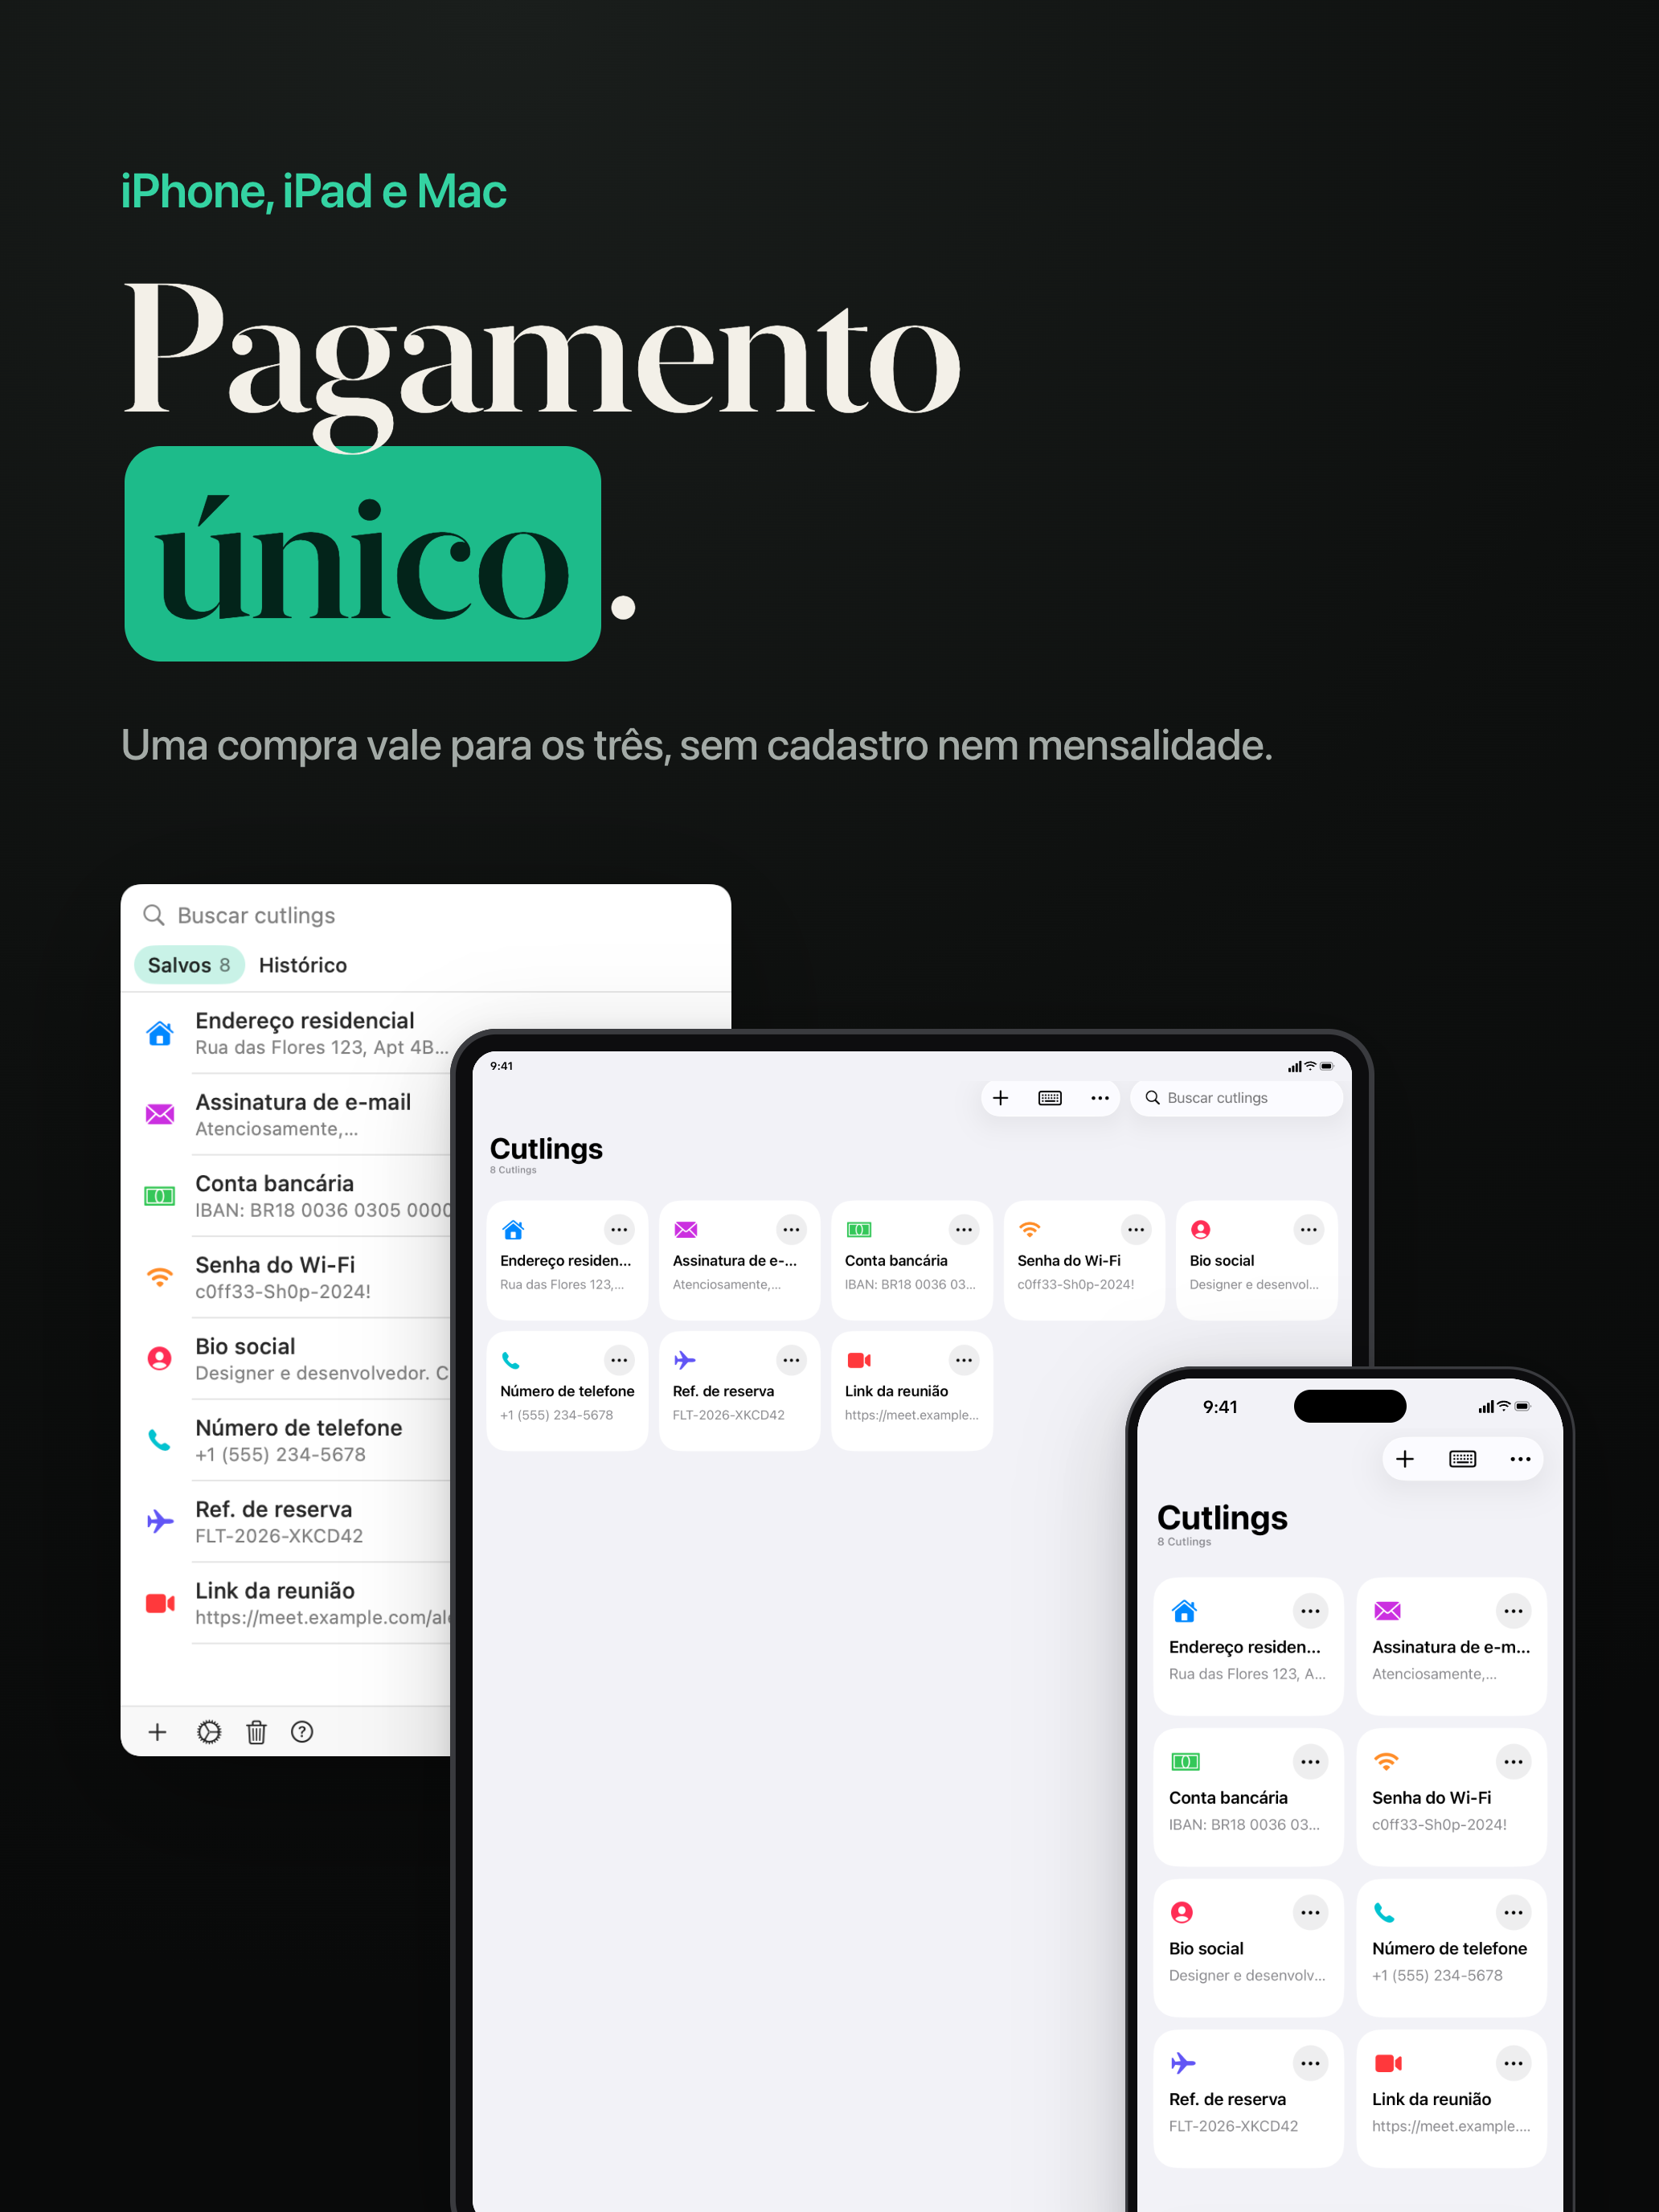 iPhone, iPad e Mac
Pagamento
único.
Uma compra vale para os três, sem cadastro nem mensalidade.
Buscar cutlings
Salvos 8 Histórico
Endereço residencial
Rua das Flores 123, Apt 4B...
Assinatura de e-mail
Atenciosamente,...
Conta bancária
IBAN: BR18 0036 0305 0000
Senha do Wi-Fi
c0ff33-Sh0p-2024!
Bio social
Designer e desenvolvedor. C
Número de telefone
+1 (555) 234-5678
Ref. de reserva
FLT-2026-XKCD42
Link da reunião
https://meet.example.com/al
9:41
Buscar cutlings
Cutlings
8 Cutlings
Endereço residen...
Rua das Flores 123,...
Assinatura de e-...
Atenciosamente,...
Conta bancária
IBAN: BR18 0036 03...
Senha do Wi-Fi
c0ff33-Sh0p-2024!
Bio social
Designer e desenvol...
Número de telefone
+1 (555) 234-5678
Ref. de reserva
FLT-2026-XKCD42
Link da reunião
https://meet.example...
9:41
Cutlings
8 Cutlings
Endereço residen...
Rua das Flores 123, A...
Assinatura de e-m...
Atenciosamente,...
Conta bancária
IBAN: BR18 0036 03...
Senha do Wi-Fi
c0ff33-Sh0p-2024!
Bio social
Designer e desenvolv...
Número de telefone
+1 (555) 234-5678
Ref. de reserva
FLT-2026-XKCD42
Link da reunião
https://meet.example....